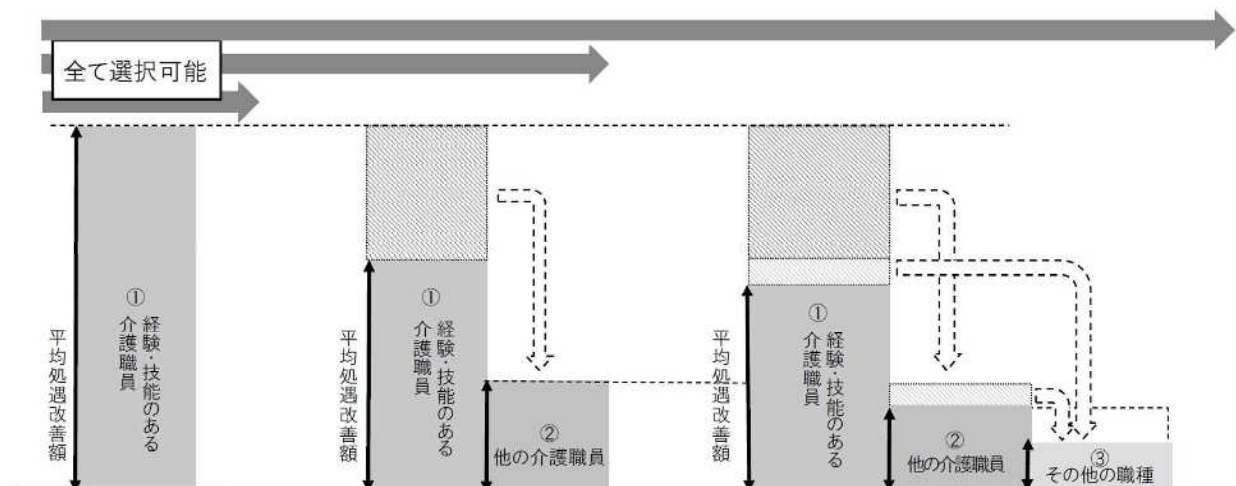 全て選択可能
平均処遇改善額
①
経験・技能のある
介護職員
平均処遇改善額
①
経験・技能のある
介護職員
②
他の介護職員
平均処遇改善額
①
経験・技能のある
介護職員
②
他の介護職員
③
その他の職種